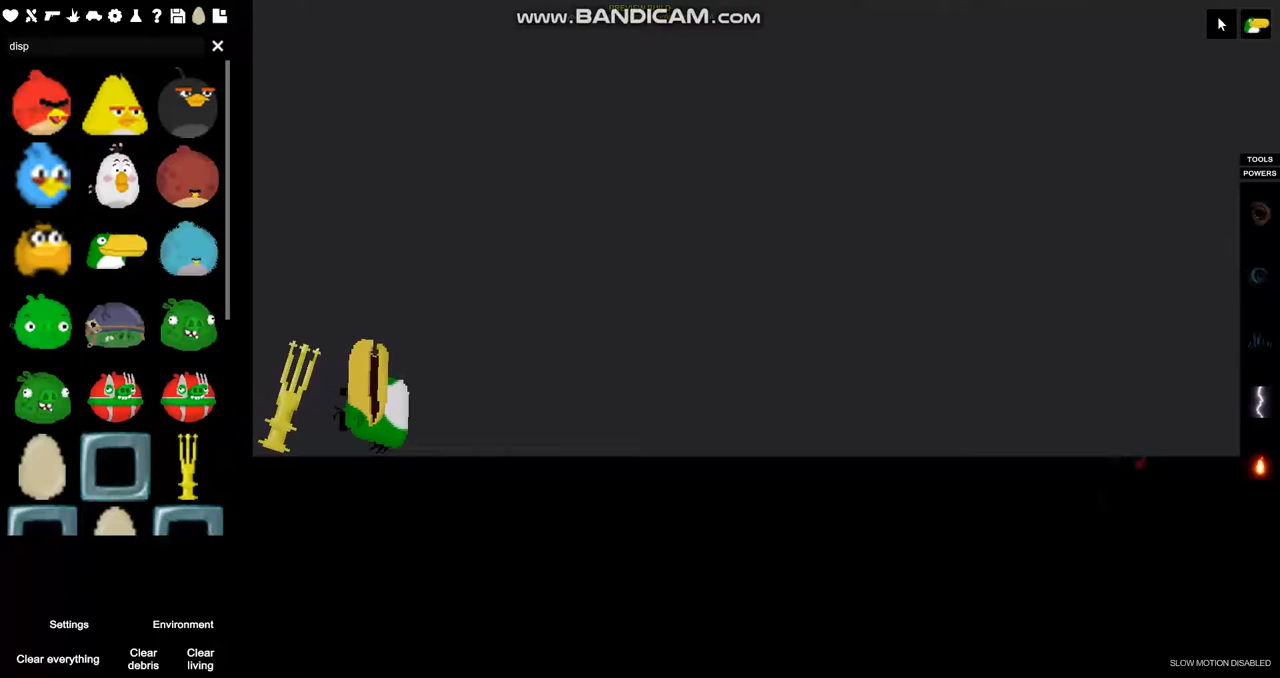 www.BANDICAM.com
disp
TOOLS
POWERS
Settings
Environment
Clear everything
Clear debris
Clear living
SLOW MOTION DISABLED